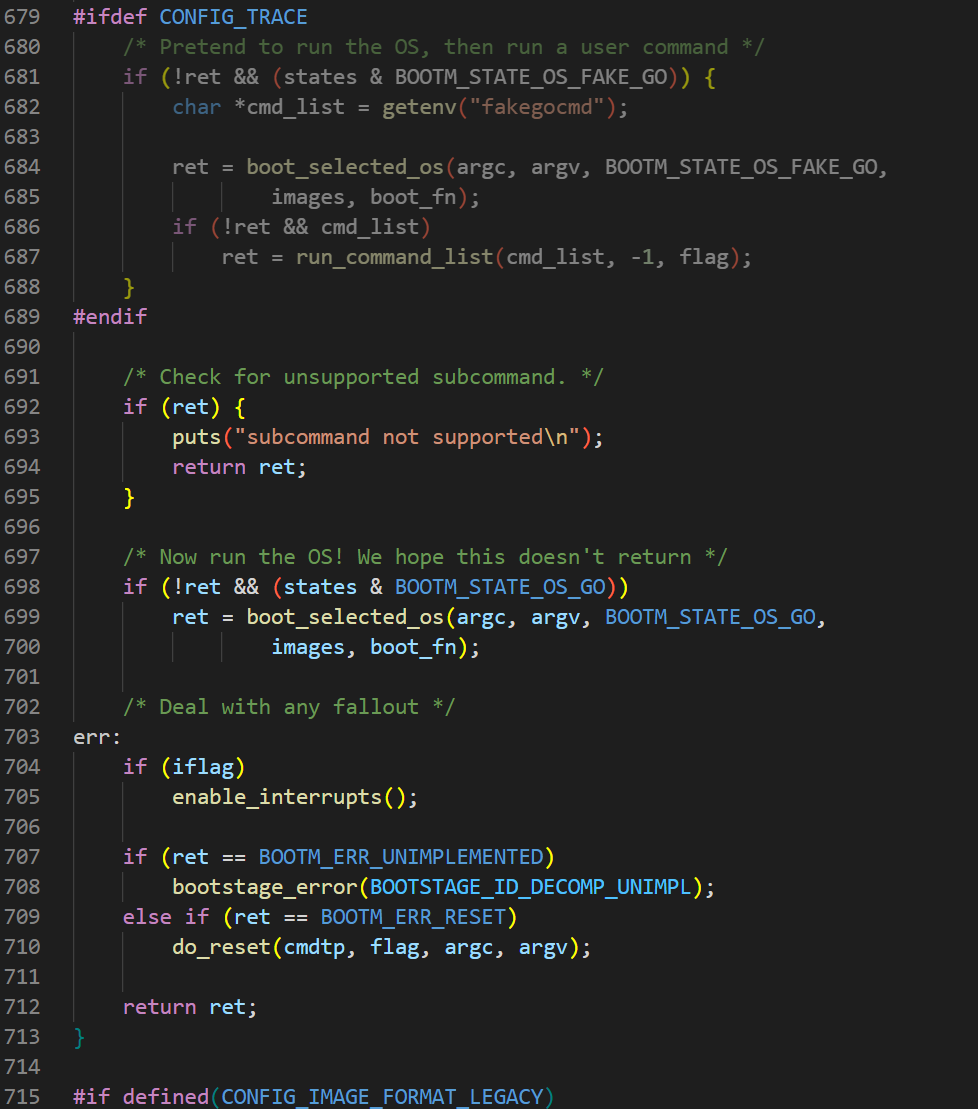 679 #ifdef CONFIG_TRACE
680     /* Pretend to run the OS, then run a user command */
681     if (!ret && (states & BOOTM_STATE_OS_FAKE_GO)) {
682         char *cmd_list = getenv("fakegocmd");
683
684         ret = boot_selected_os(argc, argv, BOOTM_STATE_OS_FAKE_GO,
685                 images, boot_fn);
686         if (!ret && cmd_list)
687             ret = run_command_list(cmd_list, -1, flag);
688     }
689 #endif
690
691     /* Check for unsupported subcommand. */
692     if (ret) {
693         puts("subcommand not supported\n");
694         return ret;
695     }
696
697     /* Now run the OS! We hope this doesn't return */
698     if (!ret && (states & BOOTM_STATE_OS_GO))
699         ret = boot_selected_os(argc, argv, BOOTM_STATE_OS_GO,
700                 images, boot_fn);
701
702     /* Deal with any fallout */
703 err:
704     if (iflag)
705         enable_interrupts();
706
707     if (ret == BOOTM_ERR_UNIMPLEMENTED)
708         bootstage_error(BOOTSTAGE_ID_DECOMP_UNIMPL);
709     else if (ret == BOOTM_ERR_RESET)
710         do_reset(cmdtp, flag, argc, argv);
711
712     return ret;
713 }
714
715 #if defined(CONFIG_IMAGE_FORMAT_LEGACY)